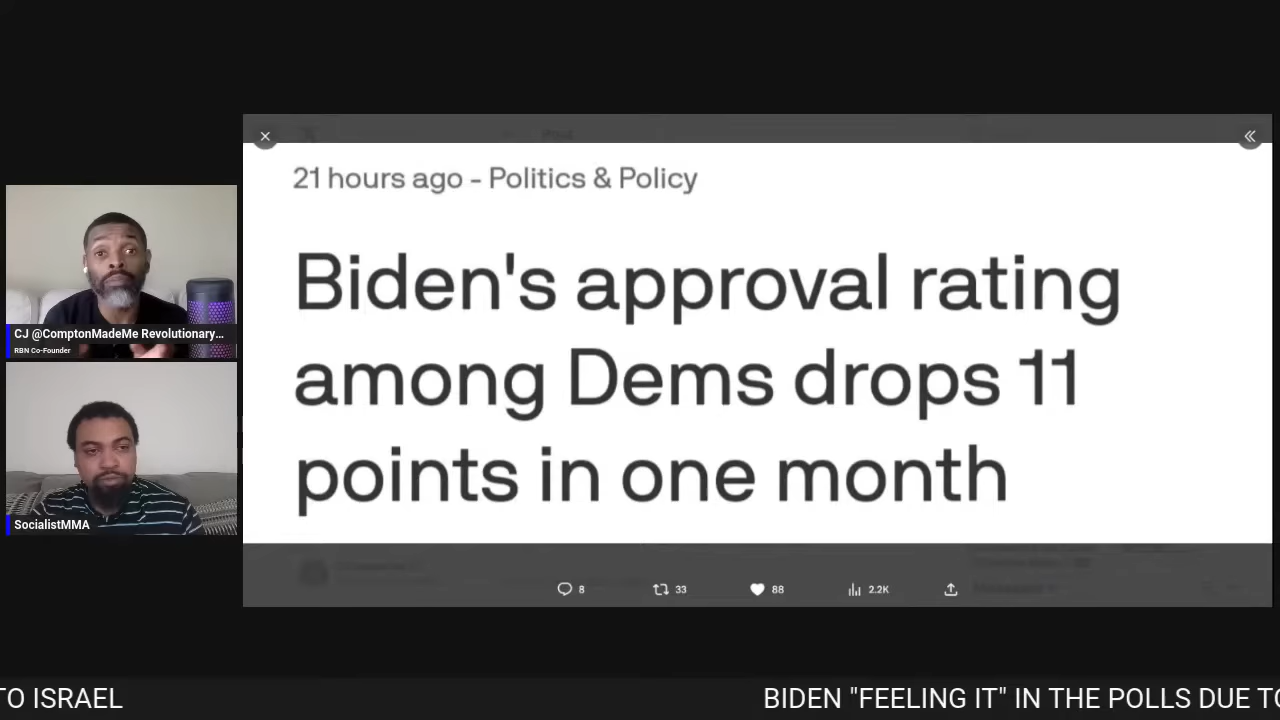 21 hours ago - Politics & Policy
Biden's approval rating
among Dems drops 11
points in one month
CJ @ComptonMadeMe Revolutionary…
RBN Co-Founder
SocialistMMA
8 33 88 2.2K
TO ISRAEL BIDEN "FEELING IT" IN THE POLLS DUE TO